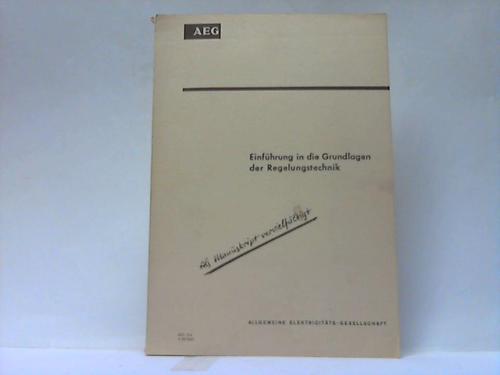 AEG
Einführung in die Grundlagen
der Regelungstechnik
Als Manuskript vervielfältigt
ALLGEMEINE ELEKTRICITÄTS-GESELLSCHAFT